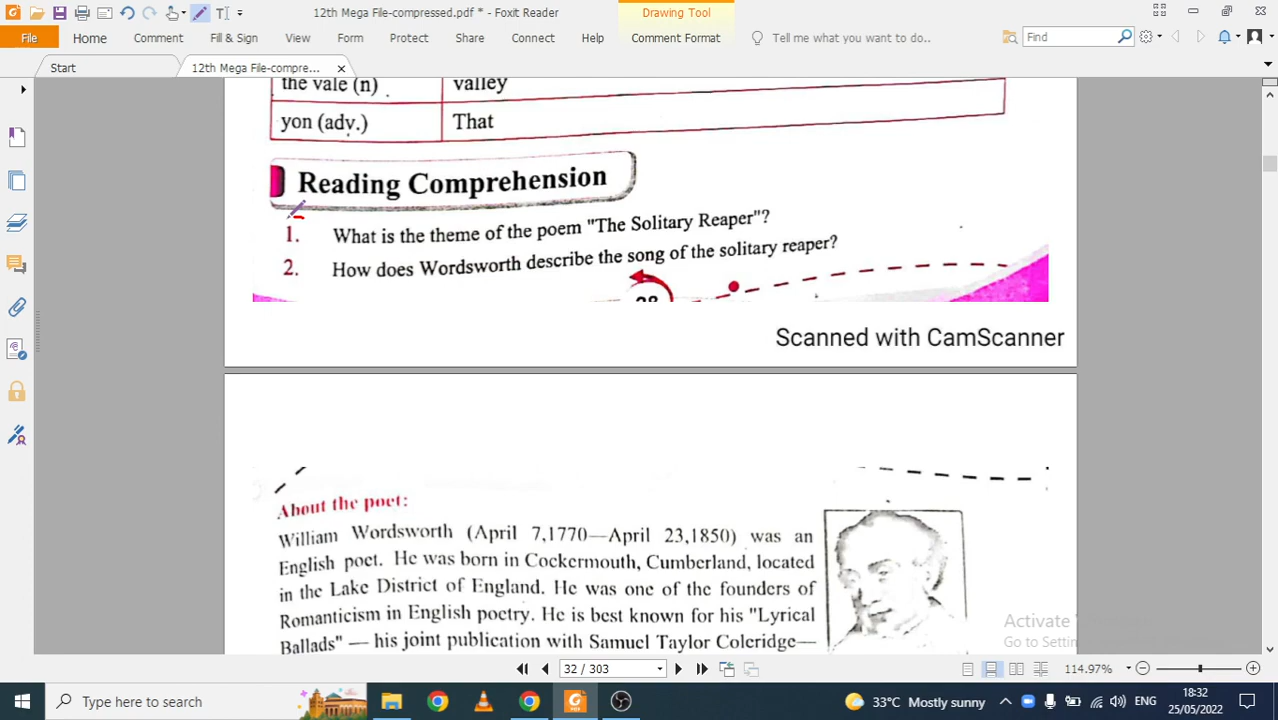 12th Mega File-compressed.pdf * - Foxit Reader
Drawing Tool
File Home Comment Fill & Sign View Form Protect Share Connect Help Comment Format Tell me what you want to do.. Find
Start 12th Mega File-compre...
the vale (n) valley
yon (adv.) That
Reading Comprehension
1. What is the theme of the poem "The Solitary Reaper"?
2. How does Wordsworth describe the song of the solitary reaper?
Scanned with CamScanner
About the poet:
William Wordsworth (April 7,1770—April 23,1850) was an
English poet. He was born in Cockermouth, Cumberland, located
in the Lake District of England. He was one of the founders of
Romanticism in English poetry. He is best known for his "Lyrical
Ballads" — his joint publication with Samuel Taylor Coleridge—
Activate
Go to Setti
32 / 303
114.97%
Type here to search
33°C Mostly sunny
ENG
18:32
25/05/2022